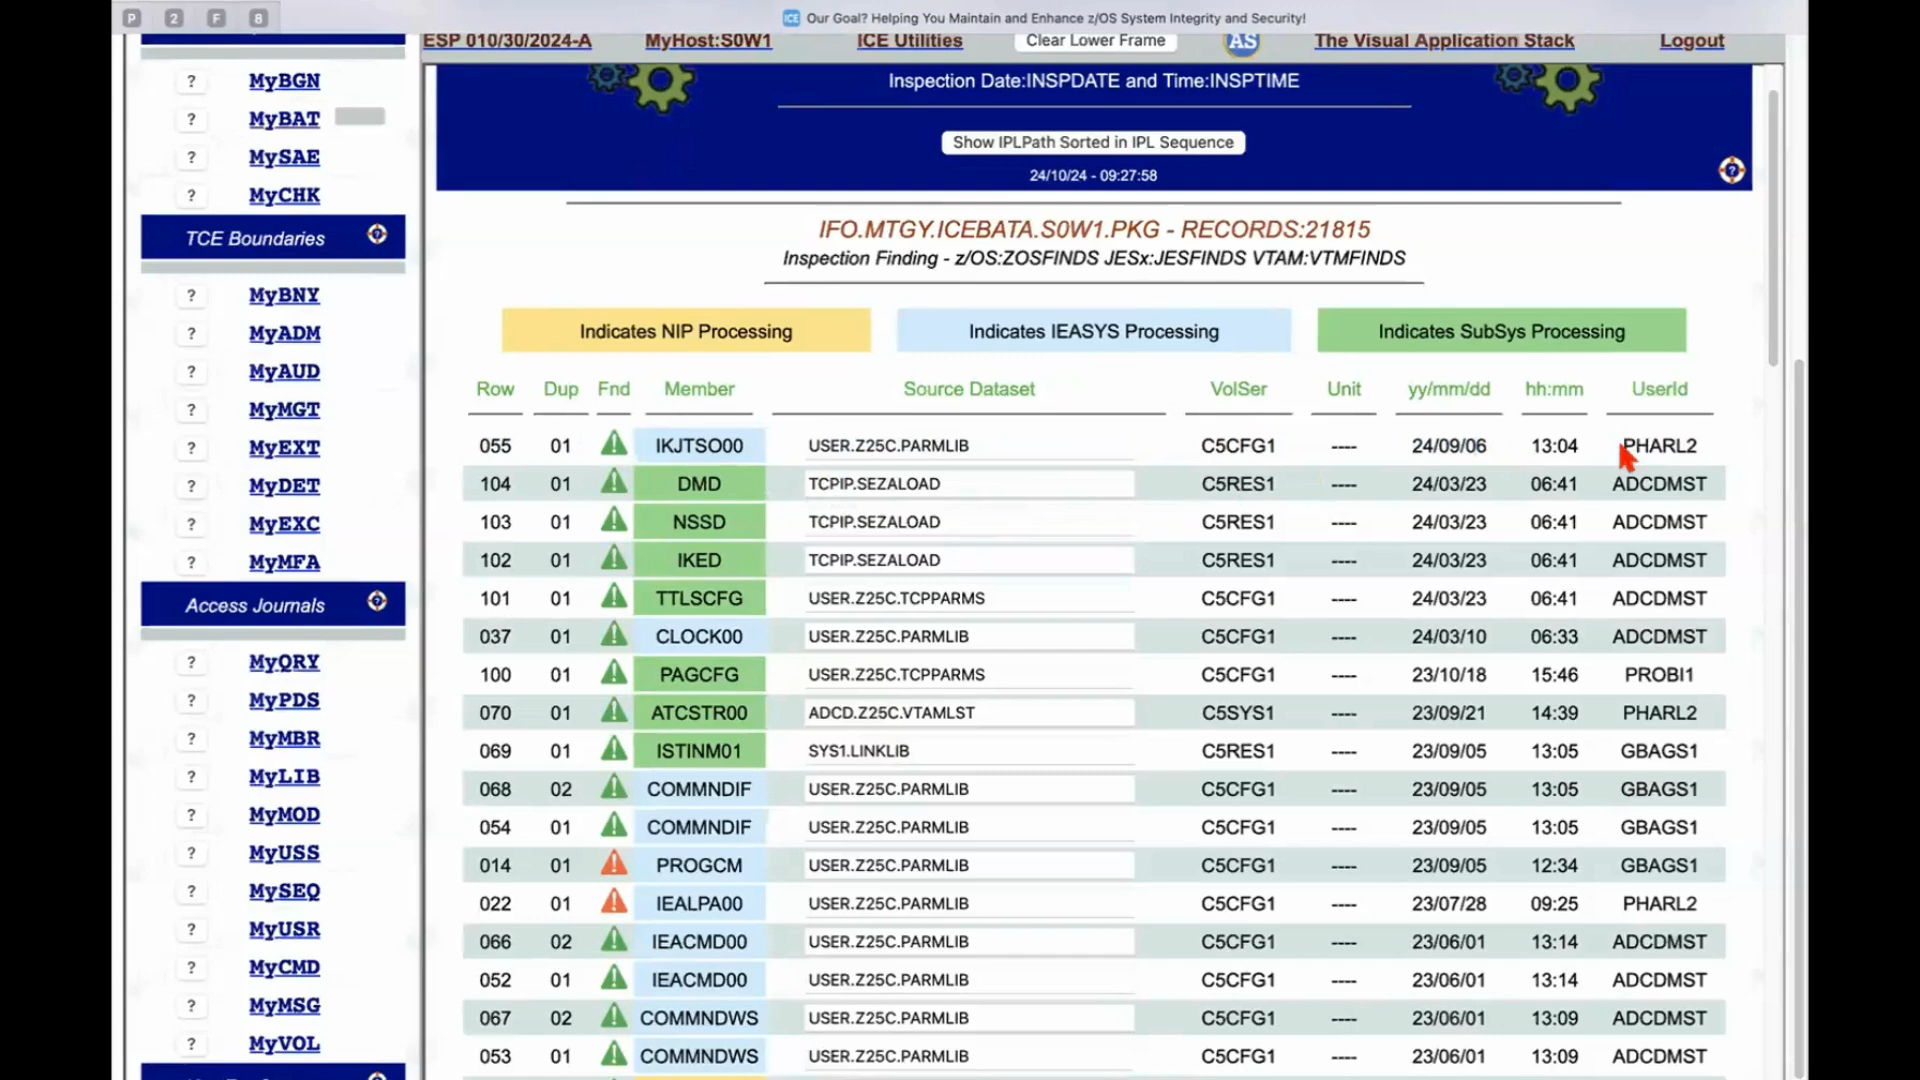 P 2 F 8
ICE Our Goal? Helping You Maintain and Enhance z/OS System Integrity and Security!
ESP 010/30/2024-A MyHost:S0W1 ICE Utilities Clear Lower Frame AS The Visual Application Stack Logout
? MyBGN
? MyBAT
? MySAE
? MyCHK
TCE Boundaries ?
? MyBNY
? MyADM
? MyAUD
? MyMGT
? MyEXT
? MyDET
? MyEXC
? MyMFA
Access Journals ?
? MyQRY
? MyPDS
? MyMBR
? MyLIB
? MyMOD
? MyUSS
? MySEQ
? MyUSR
? MyCMD
? MyMSG
? MyVOL
Inspection Date:INSPDATE and Time:INSPTIME
Show IPLPath Sorted in IPL Sequence
24/10/24 - 09:27:58
?
IFO.MTGY.ICEBATA.S0W1.PKG - RECORDS:21815
Inspection Finding - z/OS:ZOSFINDS JESx:JESFINDS VTAM:VTMFINDS
Indicates NIP Processing Indicates IEASYS Processing Indicates SubSys Processing
Row Dup Fnd Member Source Dataset VolSer Unit yy/mm/dd hh:mm UserId
055 01 IKJTSO00 USER.Z25C.PARMLIB C5CFG1 ---- 24/09/06 13:04 PHARL2
104 01 DMD TCPIP.SEZALOAD C5RES1 ---- 24/03/23 06:41 ADCDMST
103 01 NSSD TCPIP.SEZALOAD C5RES1 ---- 24/03/23 06:41 ADCDMST
102 01 IKED TCPIP.SEZALOAD C5RES1 ---- 24/03/23 06:41 ADCDMST
101 01 TTLSCFG USER.Z25C.TCPPARMS C5CFG1 ---- 24/03/23 06:41 ADCDMST
037 01 CLOCK00 USER.Z25C.PARMLIB C5CFG1 ---- 24/03/10 06:33 ADCDMST
100 01 PAGCFG USER.Z25C.TCPPARMS C5CFG1 ---- 23/10/18 15:46 PROBI1
070 01 ATCSTR00 ADCD.Z25C.VTAMLST C5SYS1 ---- 23/09/21 14:39 PHARL2
069 01 ISTINM01 SYS1.LINKLIB C5RES1 ---- 23/09/05 13:05 GBAGS1
068 02 COMMNDIF USER.Z25C.PARMLIB C5CFG1 ---- 23/09/05 13:05 GBAGS1
054 01 COMMNDIF USER.Z25C.PARMLIB C5CFG1 ---- 23/09/05 13:05 GBAGS1
014 01 PROGCM USER.Z25C.PARMLIB C5CFG1 ---- 23/09/05 12:34 GBAGS1
022 01 IEALPA00 USER.Z25C.PARMLIB C5CFG1 ---- 23/07/28 09:25 PHARL2
066 02 IEACMD00 USER.Z25C.PARMLIB C5CFG1 ---- 23/06/01 13:14 ADCDMST
052 01 IEACMD00 USER.Z25C.PARMLIB C5CFG1 ---- 23/06/01 13:14 ADCDMST
067 02 COMMNDWS USER.Z25C.PARMLIB C5CFG1 ---- 23/06/01 13:09 ADCDMST
053 01 COMMNDWS USER.Z25C.PARMLIB C5CFG1 ---- 23/06/01 13:09 ADCDMST